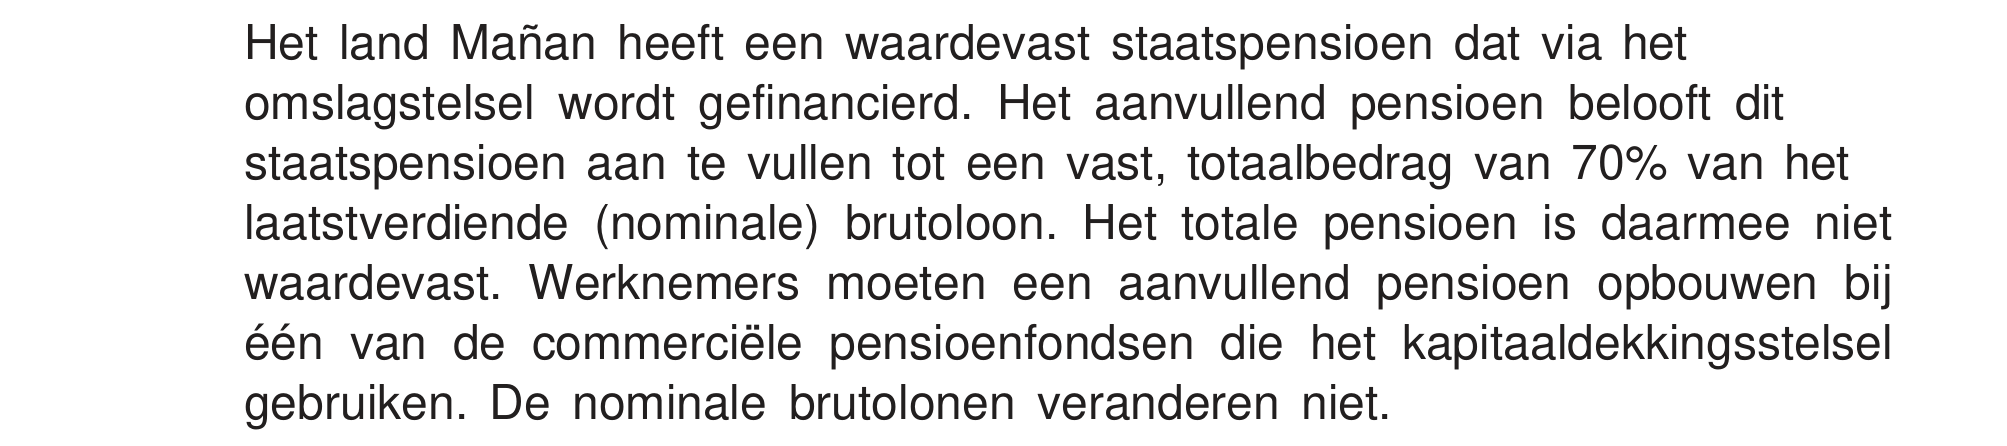 Het land Mañan heeft een waardevast staatspensioen dat via het
omslagstelsel wordt gefinancierd. Het aanvullend pensioen belooft dit
staatspensioen aan te vullen tot een vast, totaalbedrag van 70% van het
laatstverdiende (nominale) brutoloon. Het totale pensioen is daarmee niet
waardevast. Werknemers moeten een aanvullend pensioen opbouwen bij
één van de commerciële pensioenfondsen die het kapitaaldekkingsstelsel
gebruiken. De nominale brutolonen veranderen niet.